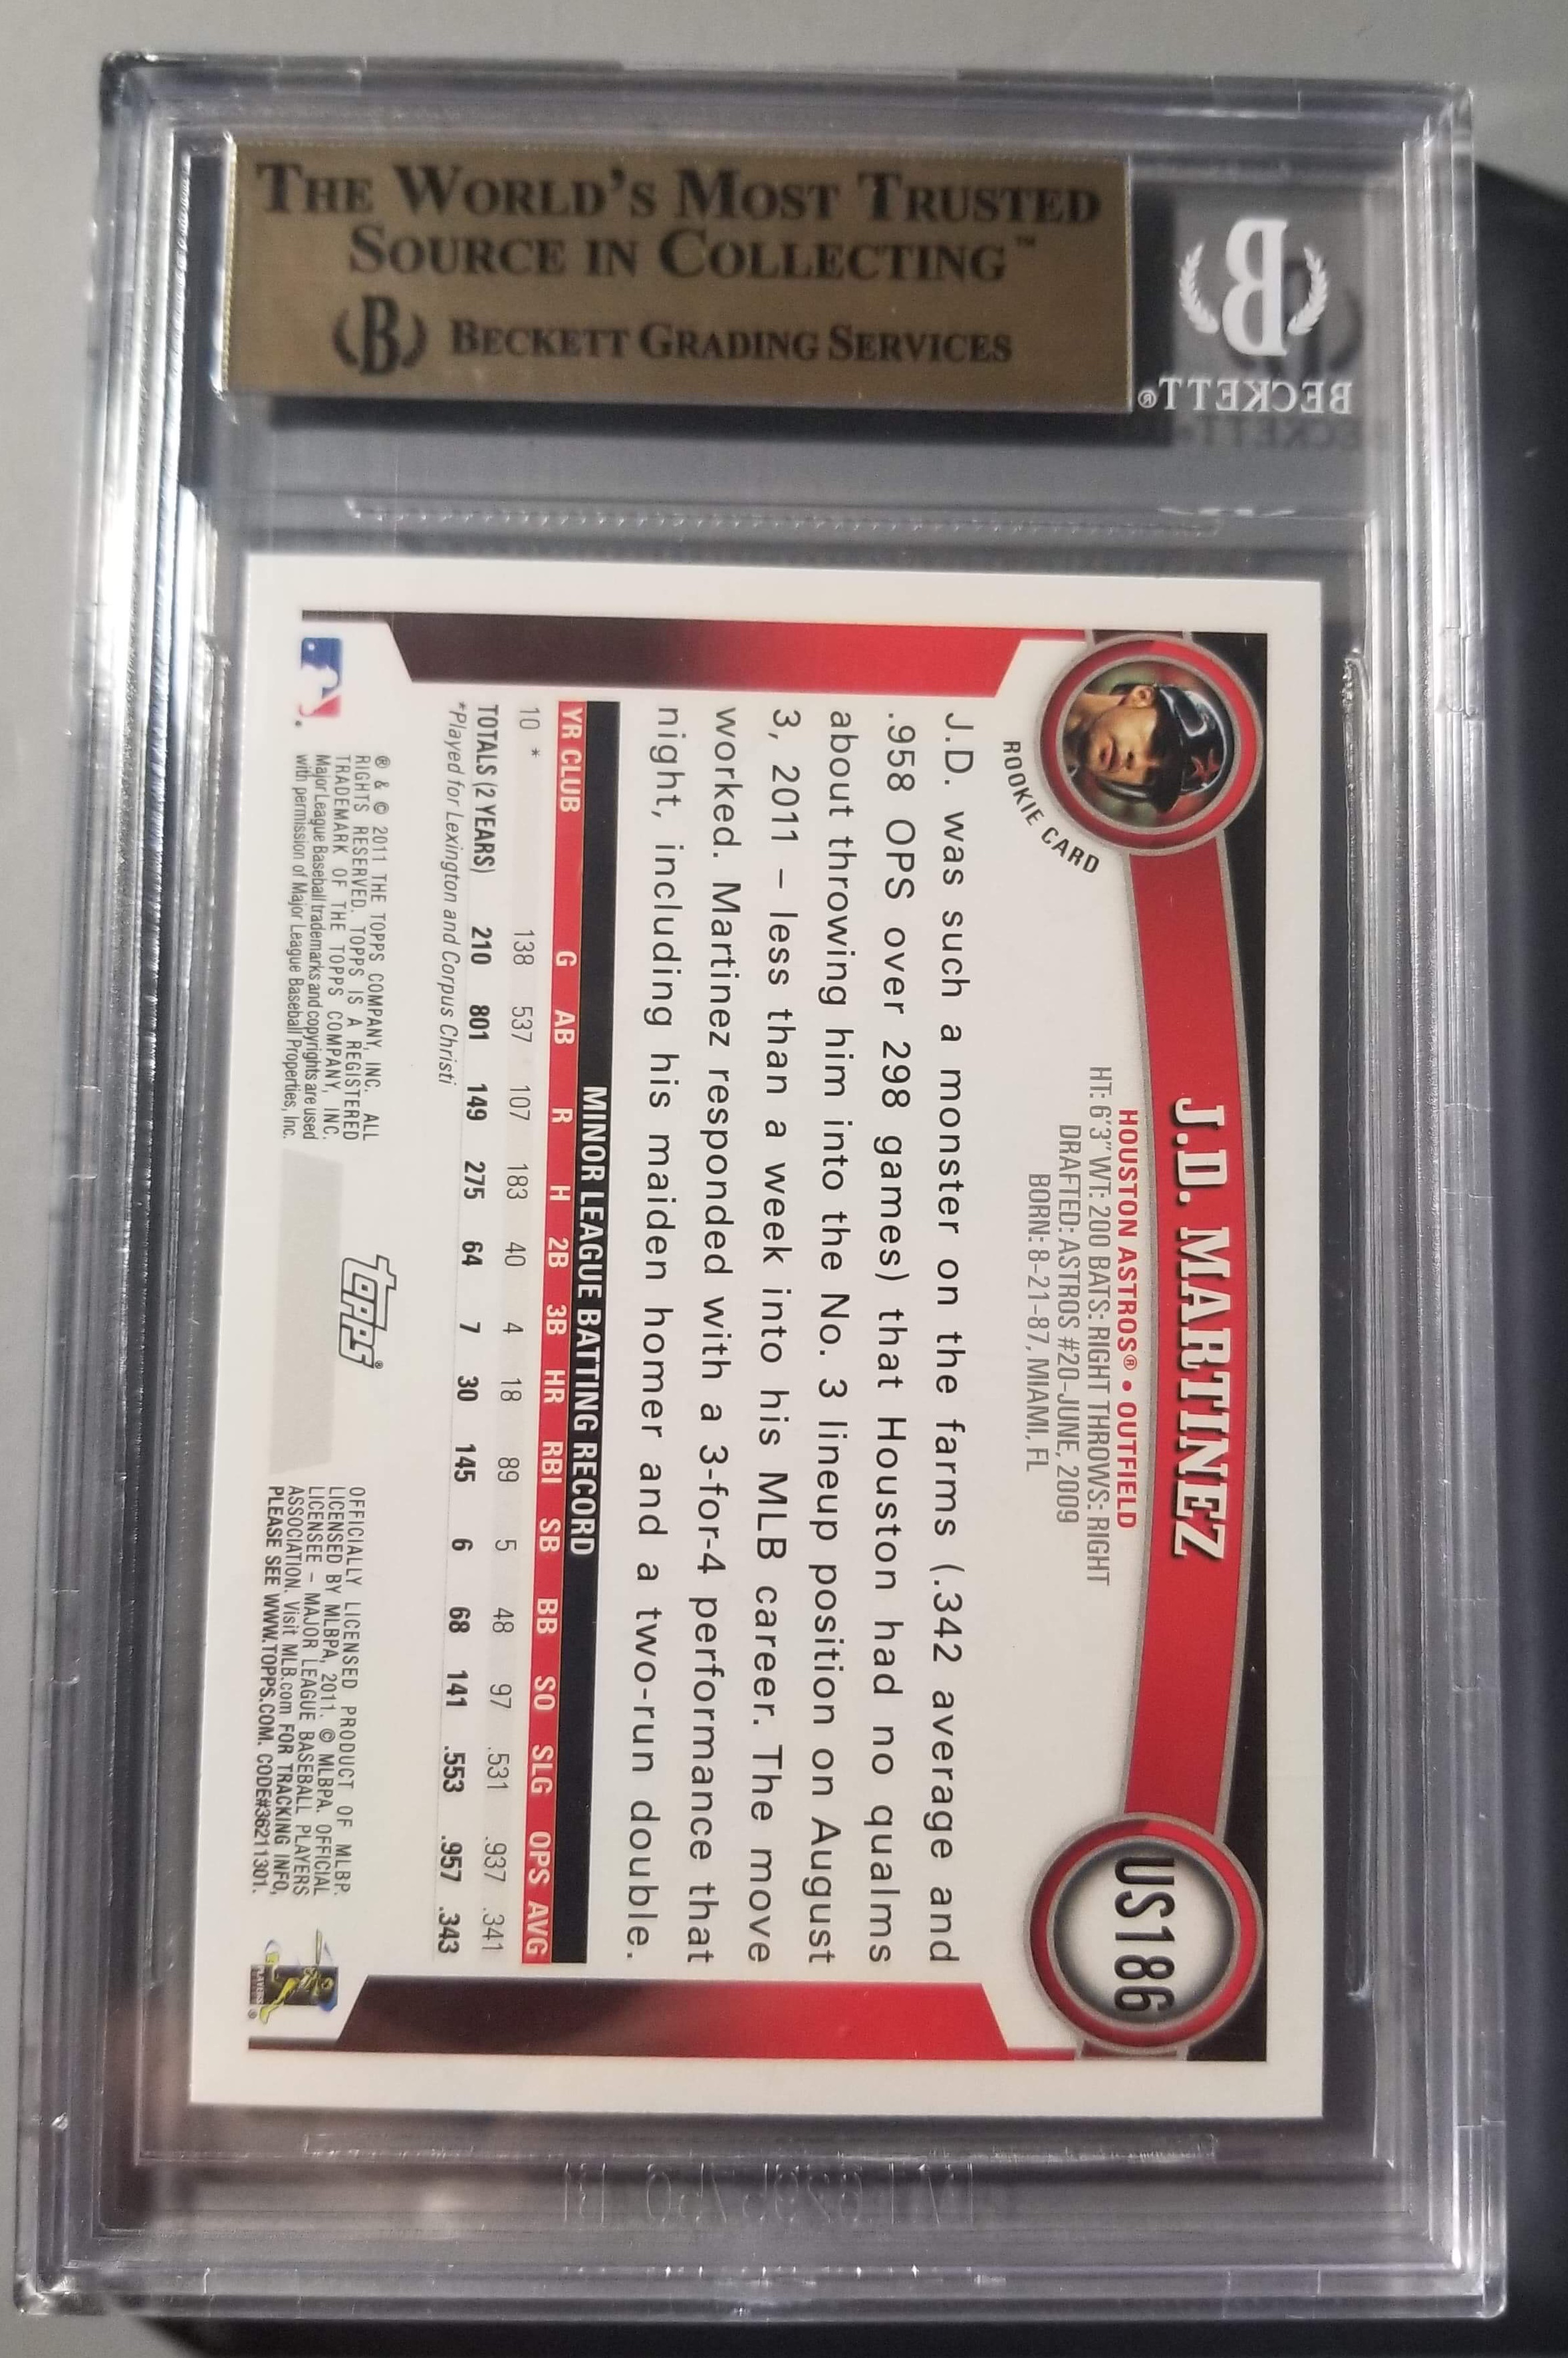 THE WORLD'S MOST TRUSTED
SOURCE IN COLLECTING™
B BECKETT GRADING SERVICES
B
BECKETT®
J.D. MARTINEZ
US186
ROOKIE CARD
HOUSTON ASTROS® • OUTFIELD
HT: 6'3" WT: 200 BATS: RIGHT THROWS: RIGHT
DRAFTED: ASTROS #20-JUNE, 2009
BORN: 8-21-87, MIAMI, FL
J.D. was such a monster on the farms (.342 average and
.958 OPS over 298 games) that Houston had no qualms
about throwing him into the No. 3 lineup position on August
3, 2011 – less than a week into his MLB career. The move
worked. Martinez responded with a 3-for-4 performance that
night, including his maiden homer and a two-run double.
MINOR LEAGUE BATTING RECORD
YR CLUB G AB R H 2B 3B HR RBI SB BB SO SLG OPS AVG
10 * 138 537 107 183 40 4 18 89 5 48 97 .531 .937 .341
TOTALS (2 YEARS) 210 801 149 275 64 7 30 145 6 68 141 .553 .957 .343
*Played for Lexington and Corpus Christi
® & © 2011 THE TOPPS COMPANY, INC. ALL
RIGHTS RESERVED. TOPPS IS A REGISTERED
TRADEMARK OF THE TOPPS COMPANY, INC.
Major League Baseball trademarks and copyrights are used
with permission of Major League Baseball Properties, Inc.
topps®
OFFICIALLY LICENSED PRODUCT OF MLBP.
LICENSED BY MLBPA, 2011. © MLBPA. OFFICIAL
LICENSEE – MAJOR LEAGUE BASEBALL PLAYERS
ASSOCIATION. Visit MLB.com FOR TRACKING INFO,
PLEASE SEE WWW.TOPPS.COM. CODE#36211301.
PLAYERS